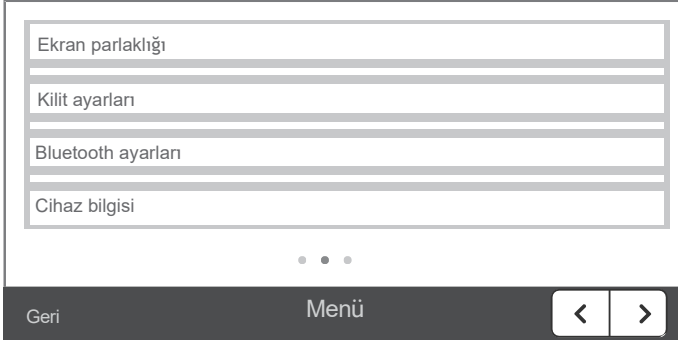 Ekran parlaklığı
Kilit ayarları
Bluetooth ayarları
Cihaz bilgisi
Geri
Menü